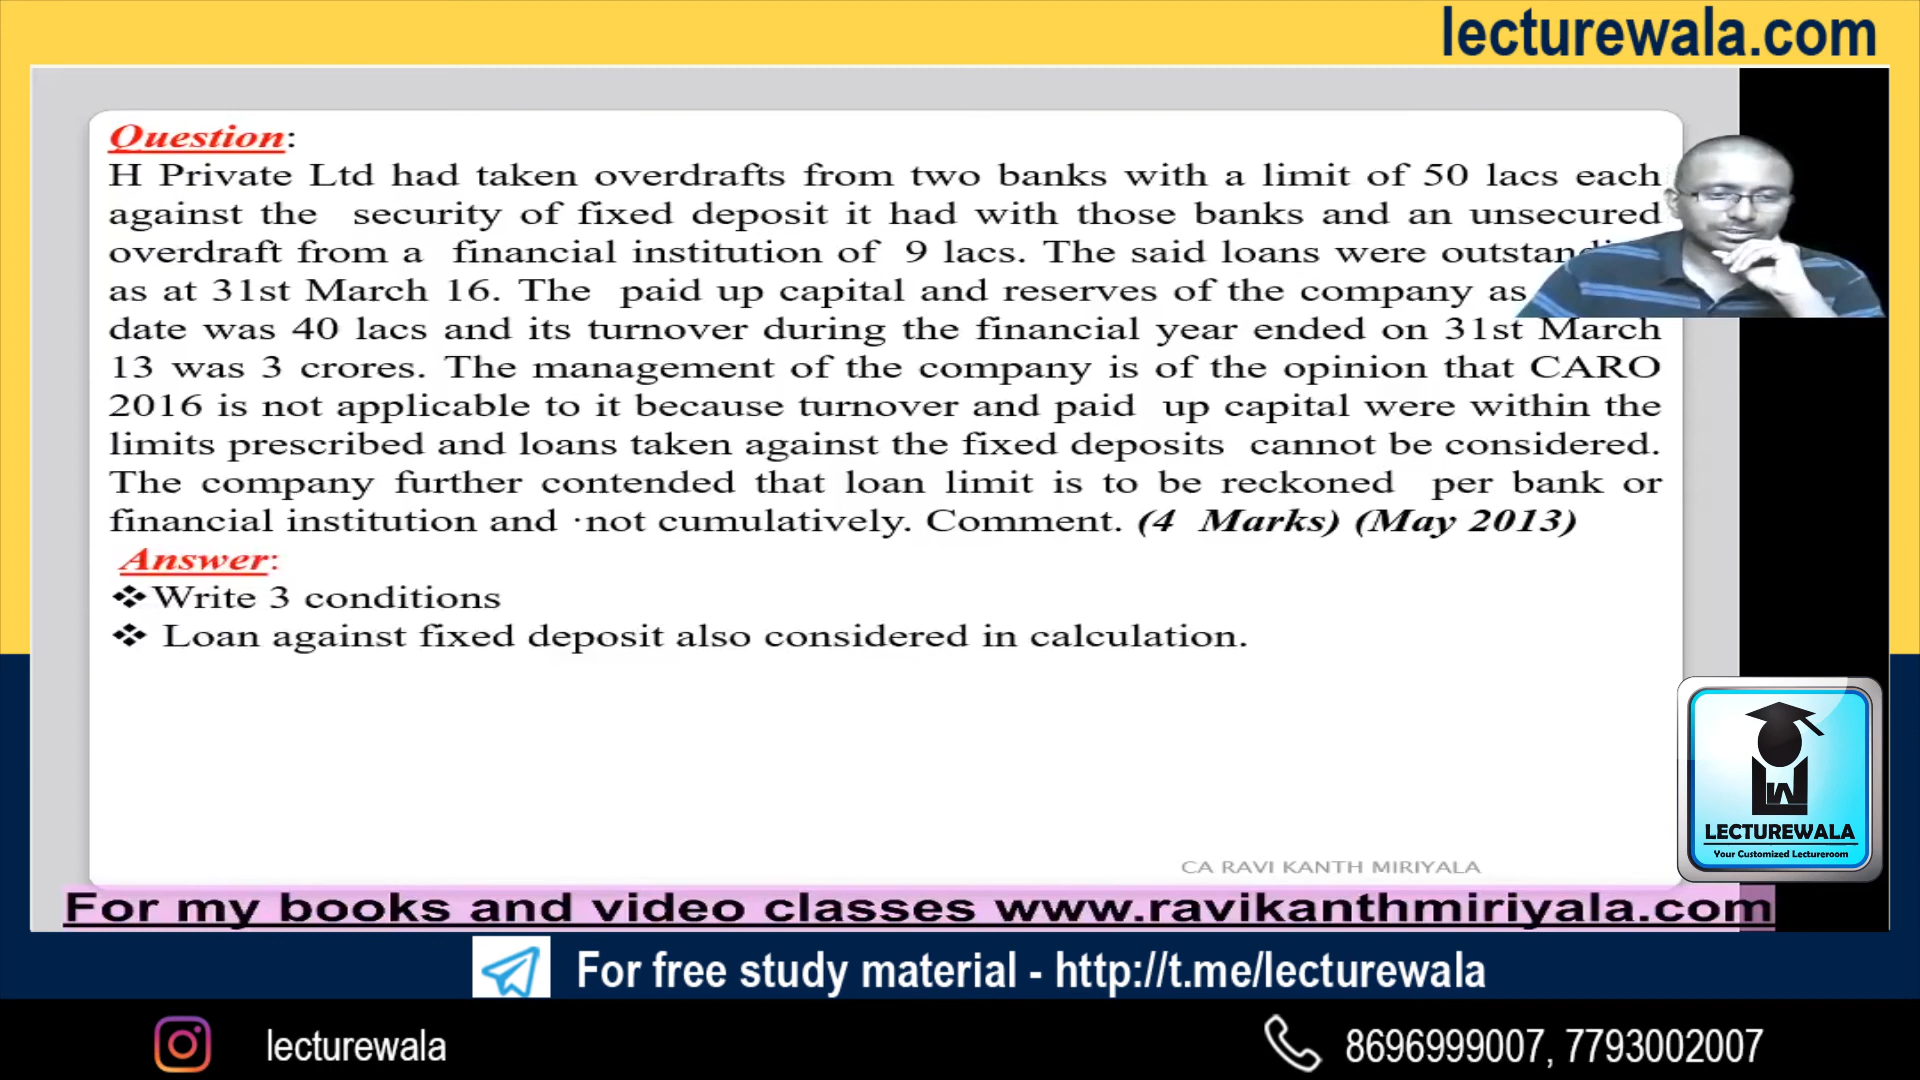 lecturewala.com
Question:
H Private Ltd had taken overdrafts from two banks with a limit of 50 lacs each
against the security of fixed deposit it had with those banks and an unsecured
overdraft from a financial institution of 9 lacs. The said loans were
as at 31st March 16. The paid up capital and reserves of the company as
date was 40 lacs and its turnover during the financial year ended on 31st March
13 was 3 crores. The management of the company is of the opinion that CARO
2016 is not applicable to it because turnover and paid up capital were within the
limits prescribed and loans taken against the fixed deposits cannot be considered.
The company further contended that loan limit is to be reckoned per bank or
financial institution and ·not cumulatively. Comment. (4 Marks) (May 2013)
Answer:
❖Write 3 conditions
❖ Loan against fixed deposit also considered in calculation.
LECTUREWALA
Your Customized Lectureroom
CA RAVI KANTH MIRIYALA
For my books and video classes www.ravikanthmiriyala.com
For free study material - http://t.me/lecturewala
lecturewala
8696999007, 7793002007